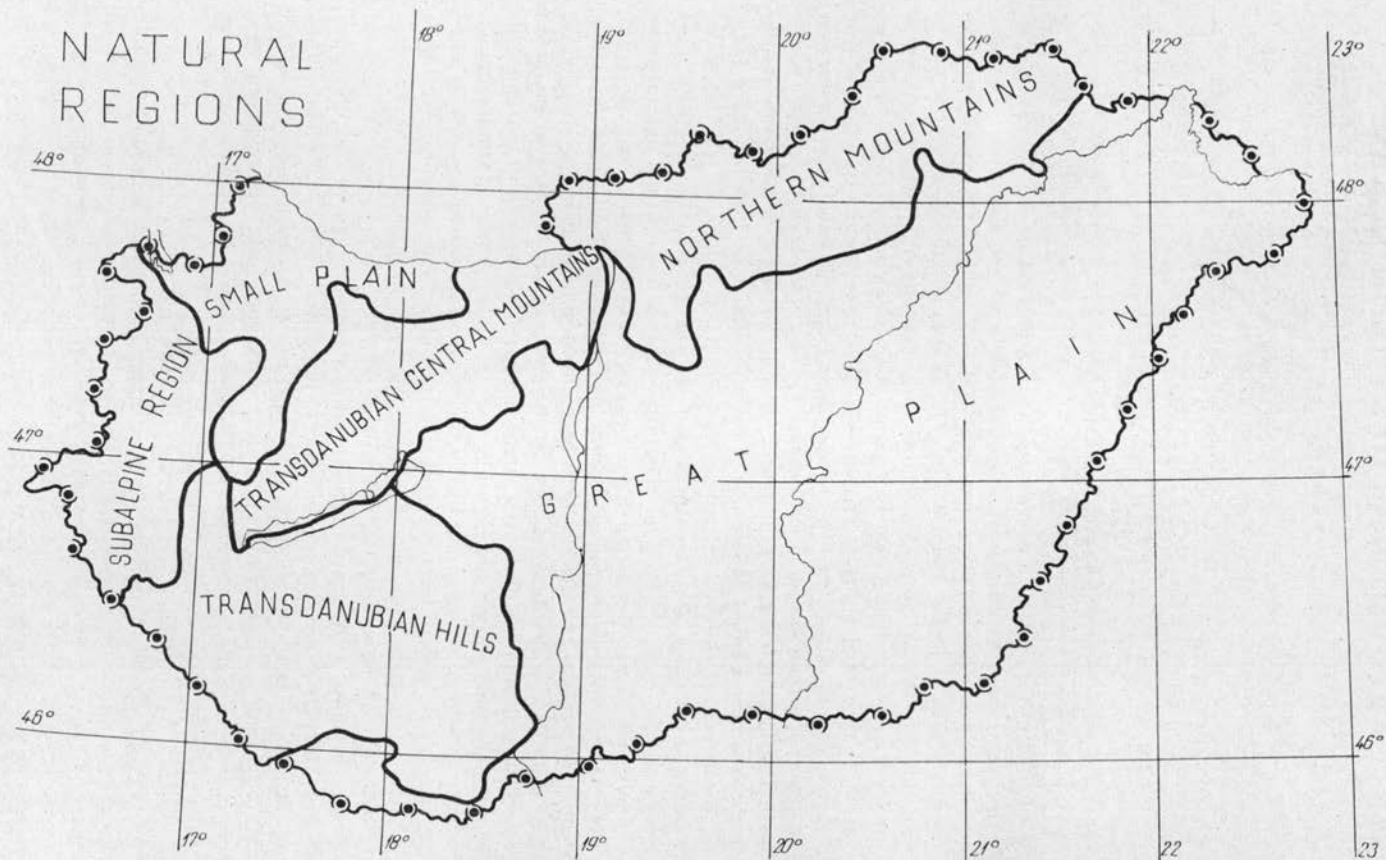 NATURAL
REGIONS
18°
19°
20°
21°
22°
23°
48°
17°
48°
NORTHERN MOUNTAINS
SMALL PLAIN
TRANSDANUBIAN CENTRAL MOUNTAINS
SUBALPINE REGION
GREAT PLAIN
47°
47°
TRANSDANUBIAN HILLS
46°
46°
17°
18°
19°
20°
21°
22
23